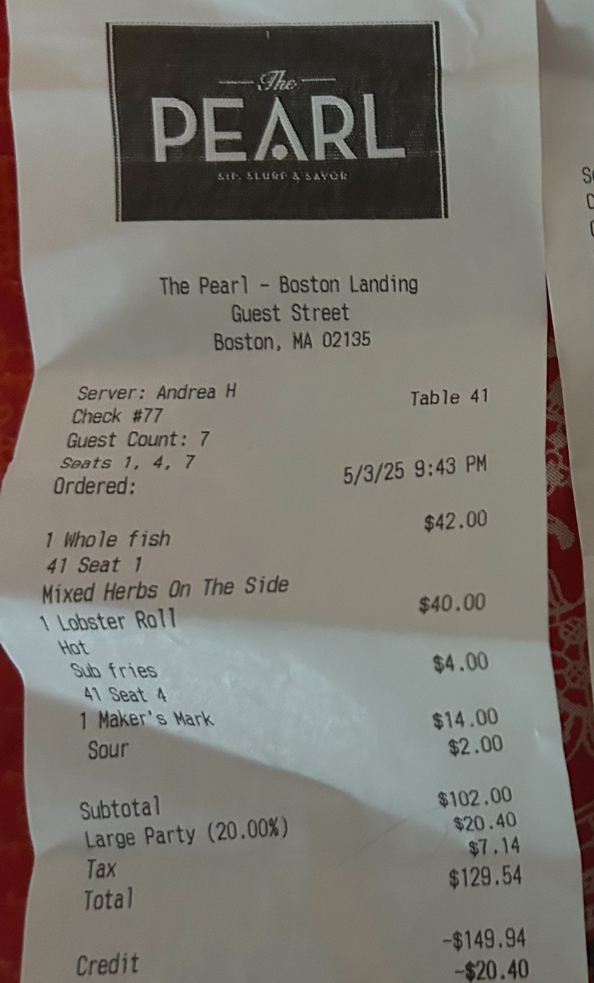 The
PEARL
SIP, SLURP & SAVOR
The Pearl - Boston Landing
Guest Street
Boston, MA 02135
Server: Andrea H
Table 41
Check #77
Guest Count: 7
Seats 1, 4, 7
5/3/25 9:43 PM
Ordered:
1 Whole fish $42.00
41 Seat 1
Mixed Herbs On The Side
1 Lobster Roll $40.00
Hot
Sub fries $4.00
41 Seat 4
1 Maker's Mark $14.00
Sour $2.00
Subtotal $102.00
Large Party (20.00%) $20.40
Tax $7.14
Total $129.54
-$149.94
Credit -$20.40